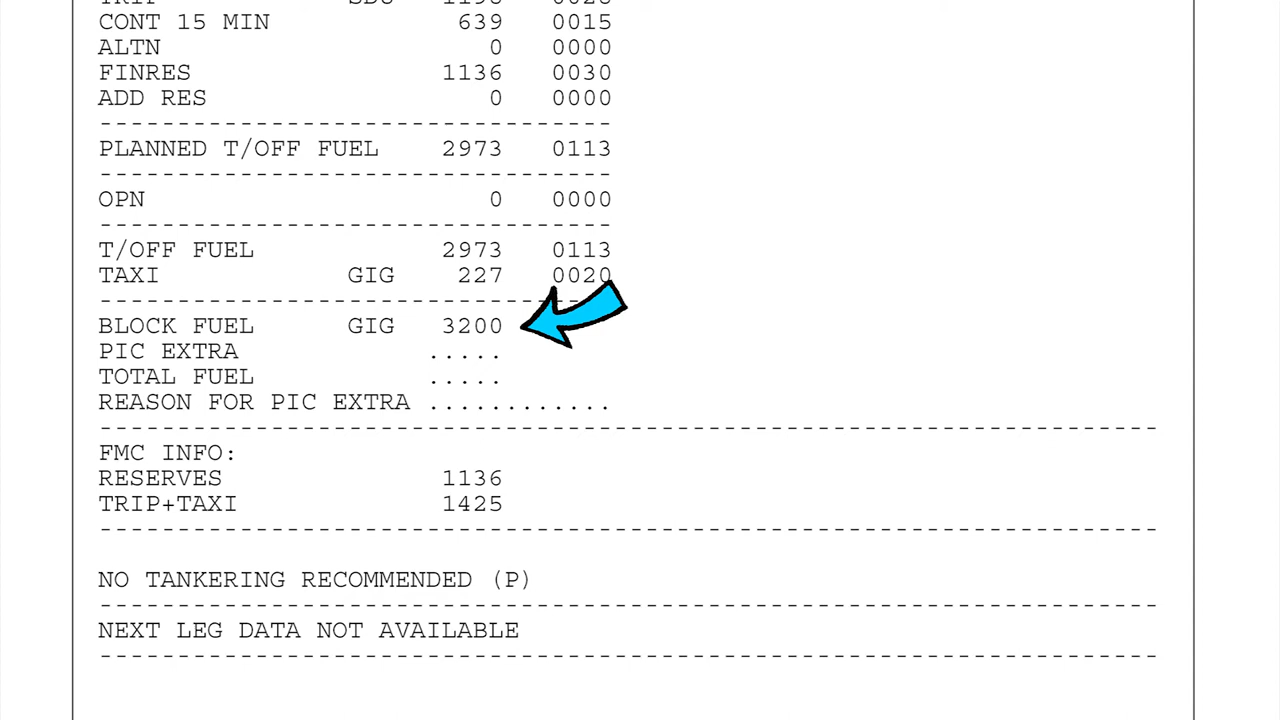 CONT 15 MIN 639 0015
ALTN 0 0000
FINRES 1136 0030
ADD RES 0 0000
---------------------------------
PLANNED T/OFF FUEL 2973 0113
---------------------------------
OPN 0 0000
---------------------------------
T/OFF FUEL 2973 0113
TAXI GIG 227 0020
---------------------------------
BLOCK FUEL GIG 3200
PIC EXTRA .....
TOTAL FUEL .....
REASON FOR PIC EXTRA ............
--------------------------------------------------------------------
FMC INFO:
RESERVES 1136
TRIP+TAXI 1425
--------------------------------------------------------------------
NO TANKERING RECOMMENDED (P)
--------------------------------------------------------------------
NEXT LEG DATA NOT AVAILABLE
--------------------------------------------------------------------